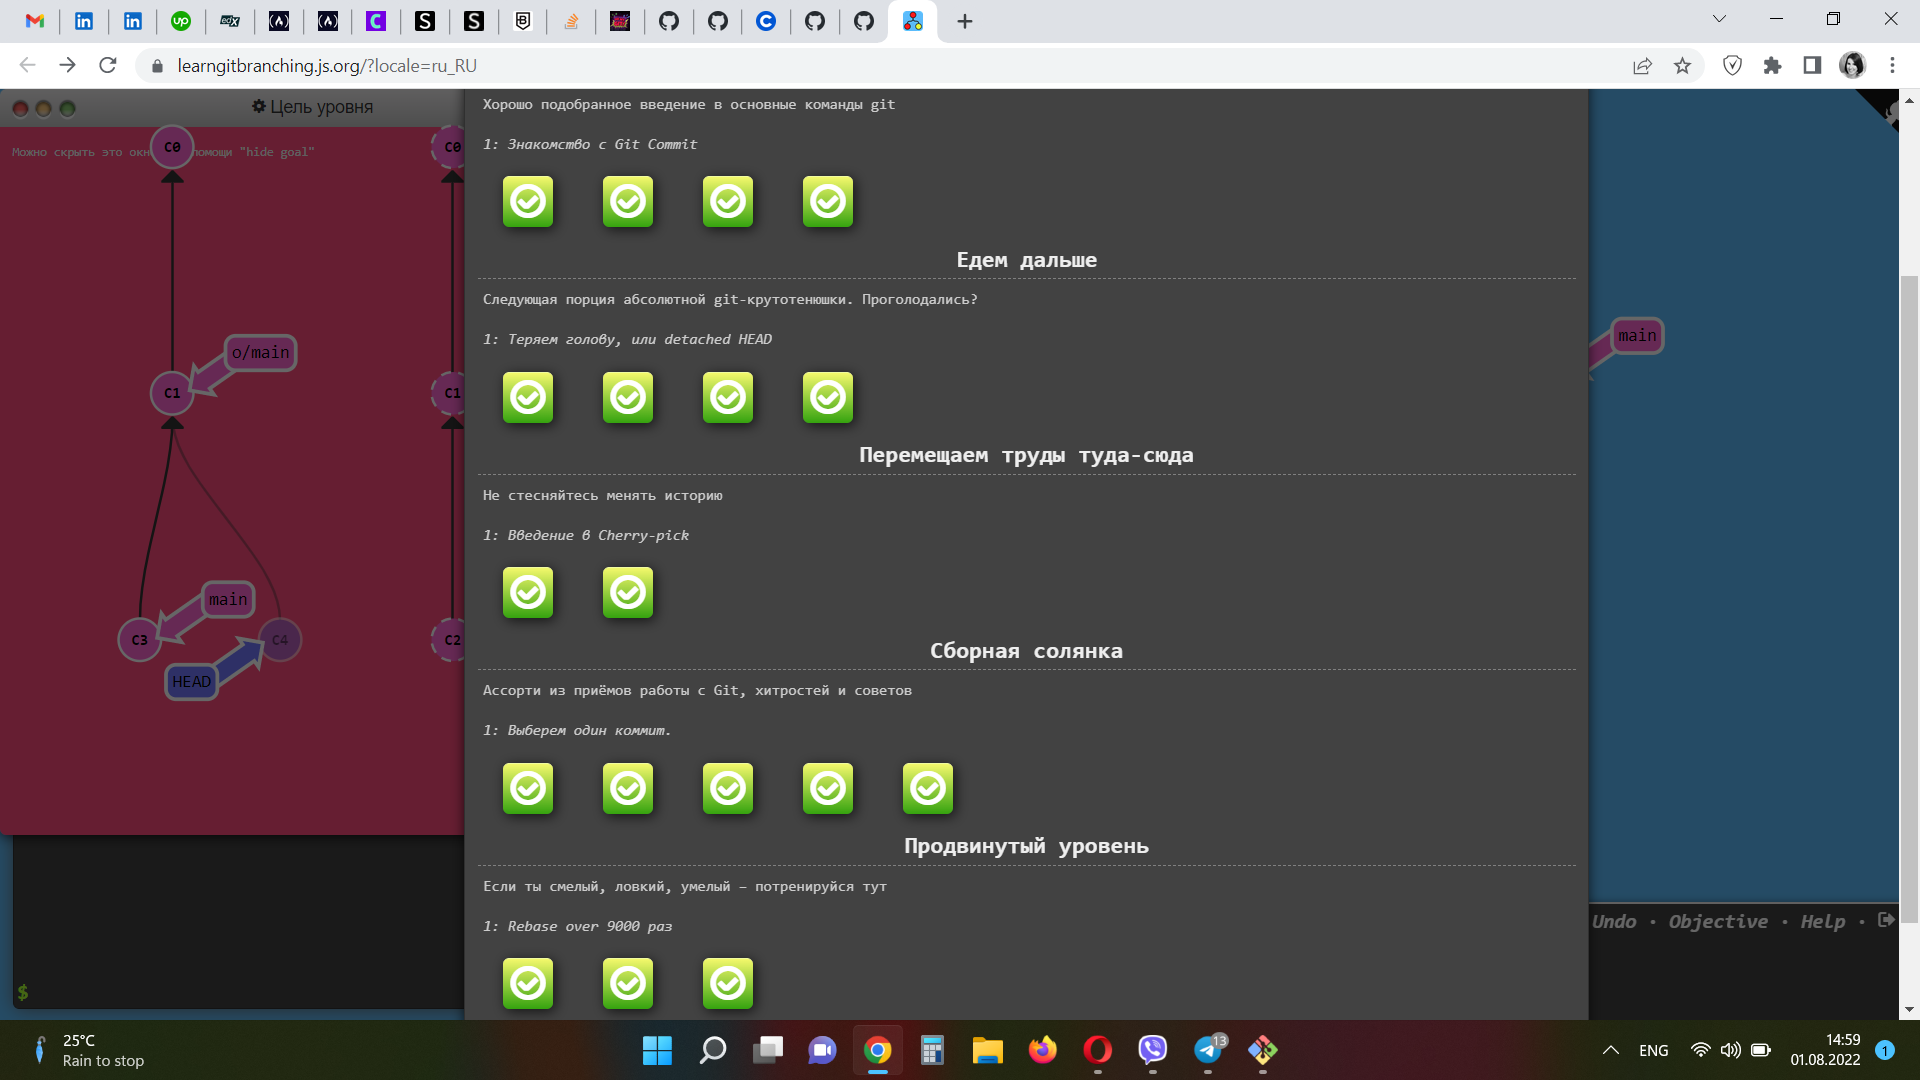 learngitbranching.js.org/?locale=ru_RU
Цель уровня
Можно скрыть это окн помощи "hide goal"
C0
o/main
C1
main
C3
C4
HEAD
C0
C1
C2
Хорошо подобранное введение в основные команды git
1: Знакомство с Git Commit
Едем дальше
Следующая порция абсолютной git-крутотенюшки. Проголодались?
1: Теряем голову, или detached HEAD
Перемещаем труды туда-сюда
Не стесняйтесь менять историю
1: Введение в Cherry-pick
Сборная солянка
Ассорти из приёмов работы с Git, хитростей и советов
1: Выберем один коммит.
Продвинутый уровень
Если ты смелый, ловкий, умелый – потренируйся тут
1: Rebase over 9000 раз
main
Undo • Objective • Help •
$
25°C
Rain to stop
13
ENG
14:59
01.08.2022
1